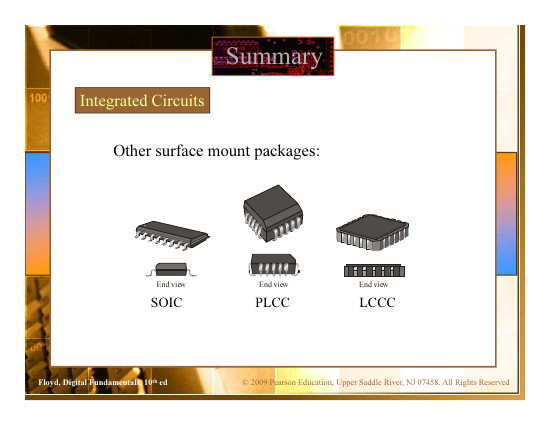 Summary
Integrated Circuits
Other surface mount packages:
End view
End view
End view
SOIC
PLCC
LCCC
Floyd, Digital Fundamentals, 10th ed
© 2009 Pearson Education, Upper Saddle River, NJ 07458. All Rights Reserved